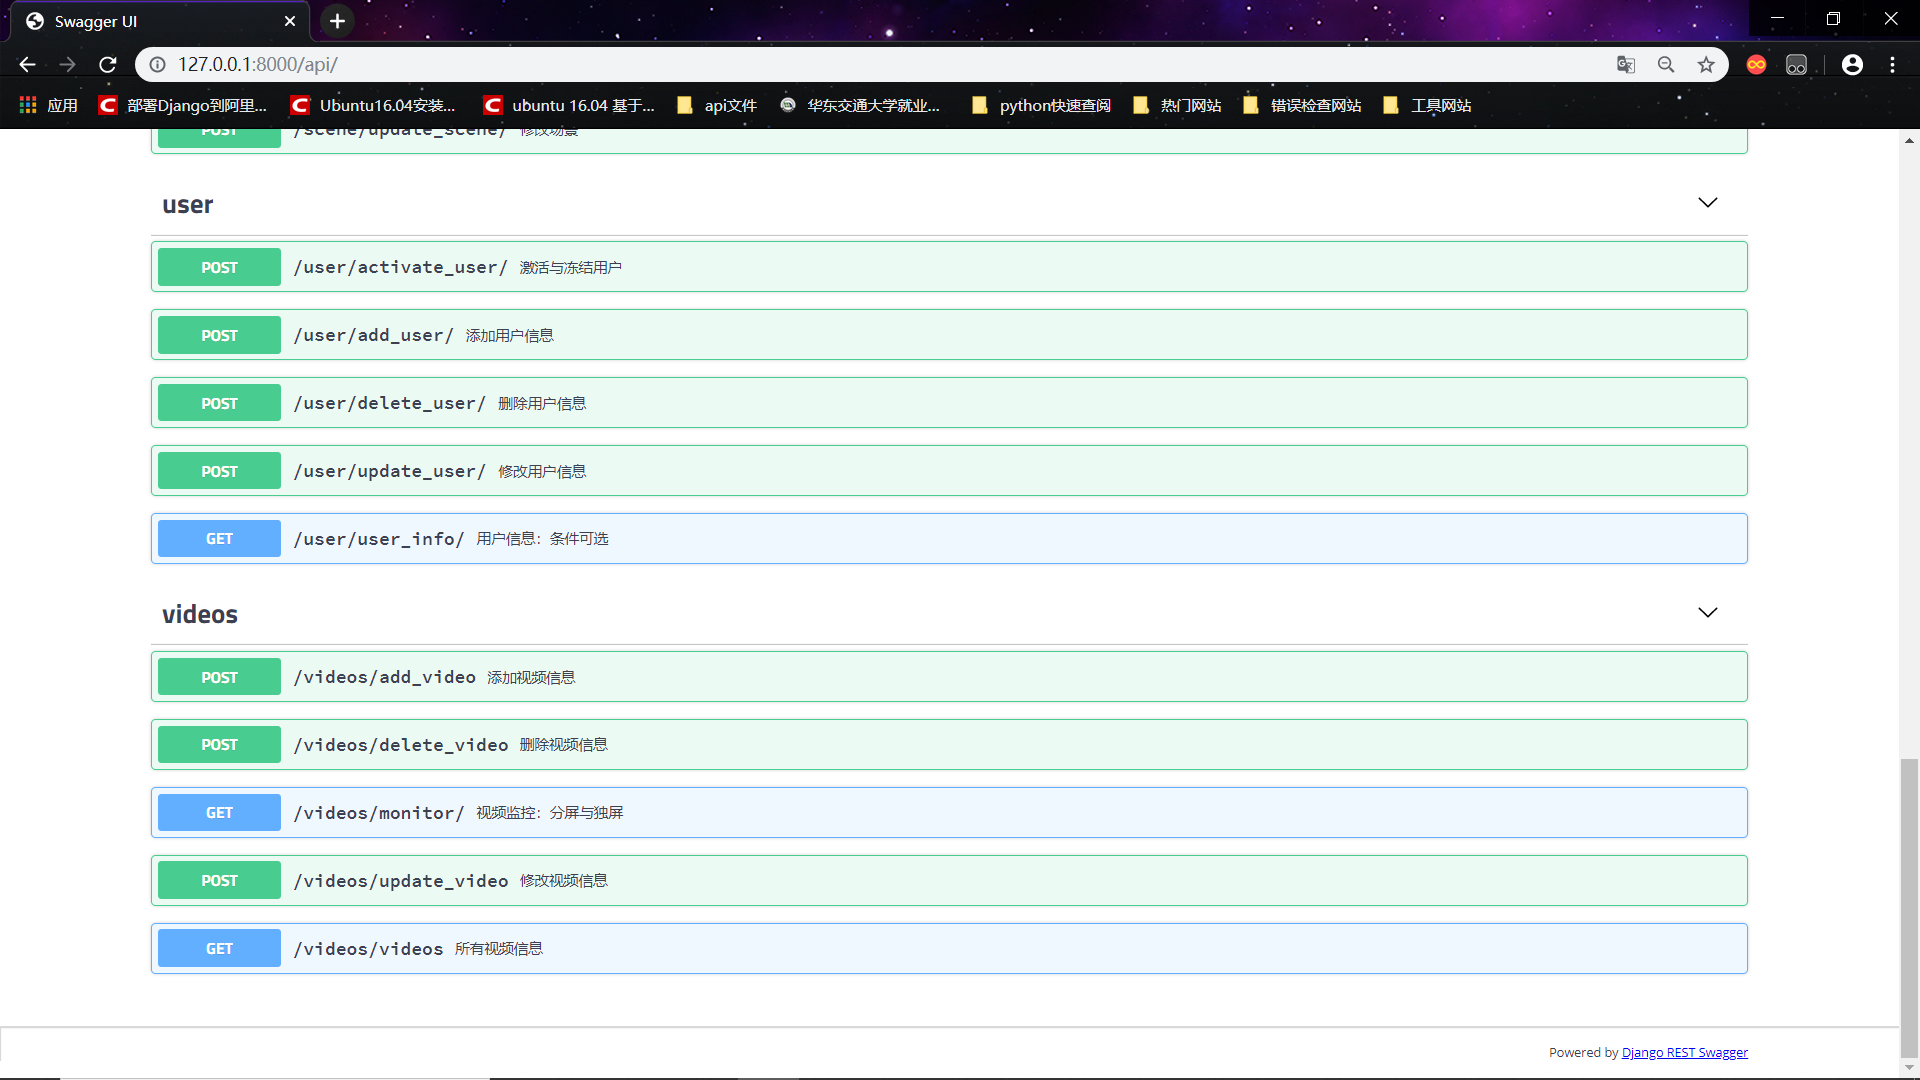 Swagger UI
127.0.0.1:8000/api/
应用 部署Django到阿里... Ubuntu16.04安装... ubuntu 16.04 基于... api文件 华东交通大学就业... python快速查阅 热门网站 错误检查网站 工具网站
POST /scene/update_scene/ 修改场景
user
POST /user/activate_user/ 激活与冻结用户
POST /user/add_user/ 添加用户信息
POST /user/delete_user/ 删除用户信息
POST /user/update_user/ 修改用户信息
GET /user/user_info/ 用户信息：条件可选
videos
POST /videos/add_video 添加视频信息
POST /videos/delete_video 删除视频信息
GET /videos/monitor/ 视频监控：分屏与独屏
POST /videos/update_video 修改视频信息
GET /videos/videos 所有视频信息
Powered by Django REST Swagger